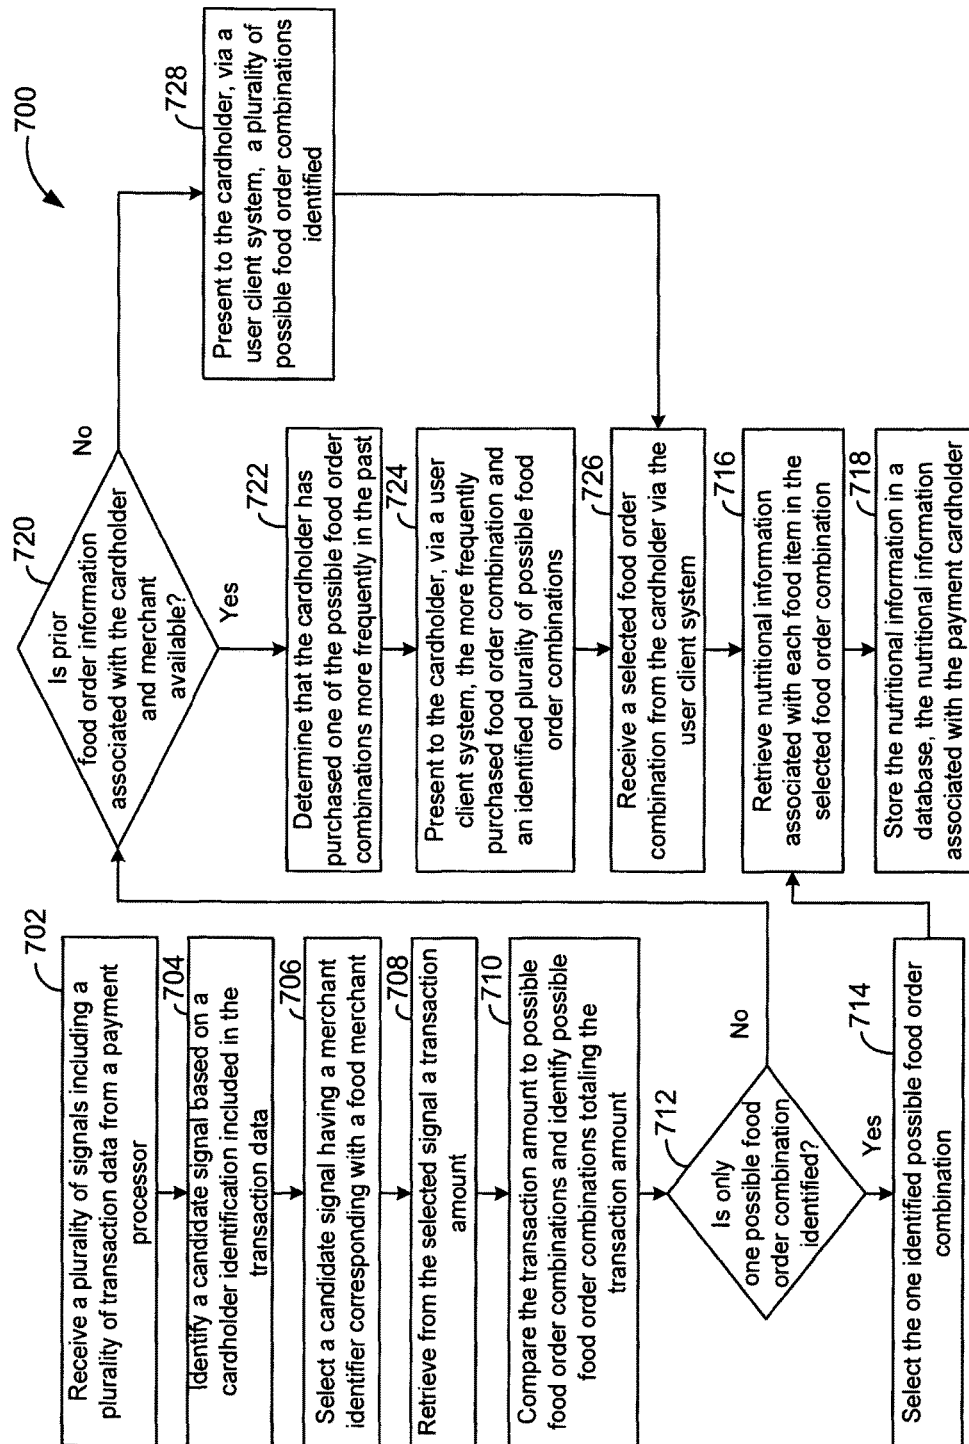 700
702
Receive a plurality of signals including a
plurality of transaction data from a payment
processor
704
Identify a candidate signal based on a
cardholder identification included in the
transaction data
706
Select a candidate signal having a merchant
identifier corresponding with a food merchant
708
Retrieve from the selected signal a transaction
amount
710
Compare the transaction amount to possible
food order combinations and identify possible
food order combinations totaling the
transaction amount
712
Is only
one possible food
order combination
identified?
No
Yes
714
Select the one identified possible food order
combination
720
Is prior
food order information
associated with the cardholder
and merchant
available?
No
Yes
722
Determine that the cardholder has
purchased one of the possible food order
combinations more frequently in the past
724
Present to the cardholder, via a user
client system, the more frequently
purchased food order combination and
an identified plurality of possible food
order combinations
726
Receive a selected food order
combination from the cardholder via the
user client system
716
Retrieve nutritional information
associated with each food item in the
selected food order combination
718
Store the nutritional information in a
database, the nutritional information
associated with the payment cardholder
728
Present to the cardholder, via a
user client system, a plurality of
possible food order combinations
identified